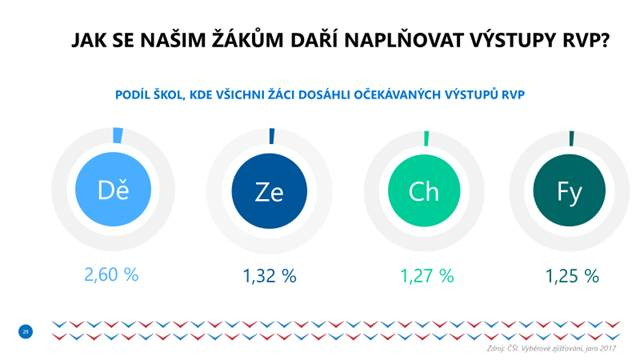 JAK SE NAŠIM ŽÁKŮM DAŘÍ NAPLŇOVAT VÝSTUPY RVP?
PODÍL ŠKOL, KDE VŠICHNI ŽÁCI DOSÁHLI OČEKÁVANÝCH VÝSTUPŮ RVP
Dě Ze Ch Fy
2,60 % 1,32 % 1,27 % 1,25 %
29
Zdroj: ČŠI. Výběrové zjišťování, jaro 2017